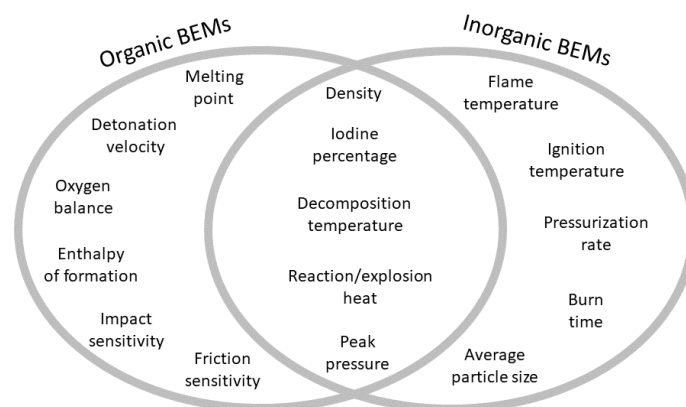 Organic BEMs
Inorganic BEMs
Melting
point
Detonation
velocity
Oxygen
balance
Enthalpy
of formation
Impact
sensitivity
Friction
sensitivity
Density
Iodine
percentage
Decomposition
temperature
Reaction/explosion
heat
Peak
pressure
Flame
temperature
Ignition
temperature
Pressurization
rate
Burn
time
Average
particle size